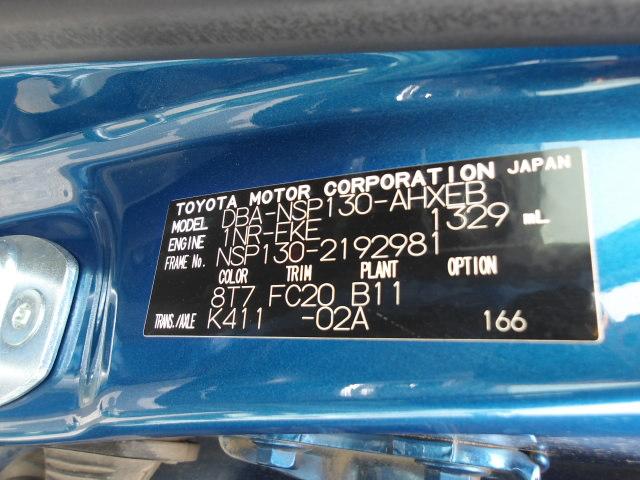 TOYOTA MOTOR CORPORATION JAPAN
MODEL DBA-NSP130-AHXEB
ENGINE 1NR-FKE 1329 mL
FRAME No. NSP130-2192981
COLOR TRIM PLANT OPTION
8T7 FC20 B11
TRANS./AXLE K411 -02A 166